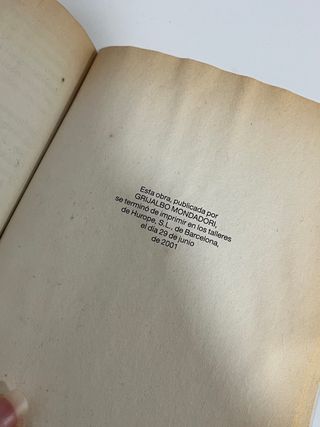 Esta obra, publicada por
GRIJALBO MONDADORI,
se terminó de imprimir en los talleres
de Hurope, S.L., de Barcelona,
el día 29 de junio
de 2001